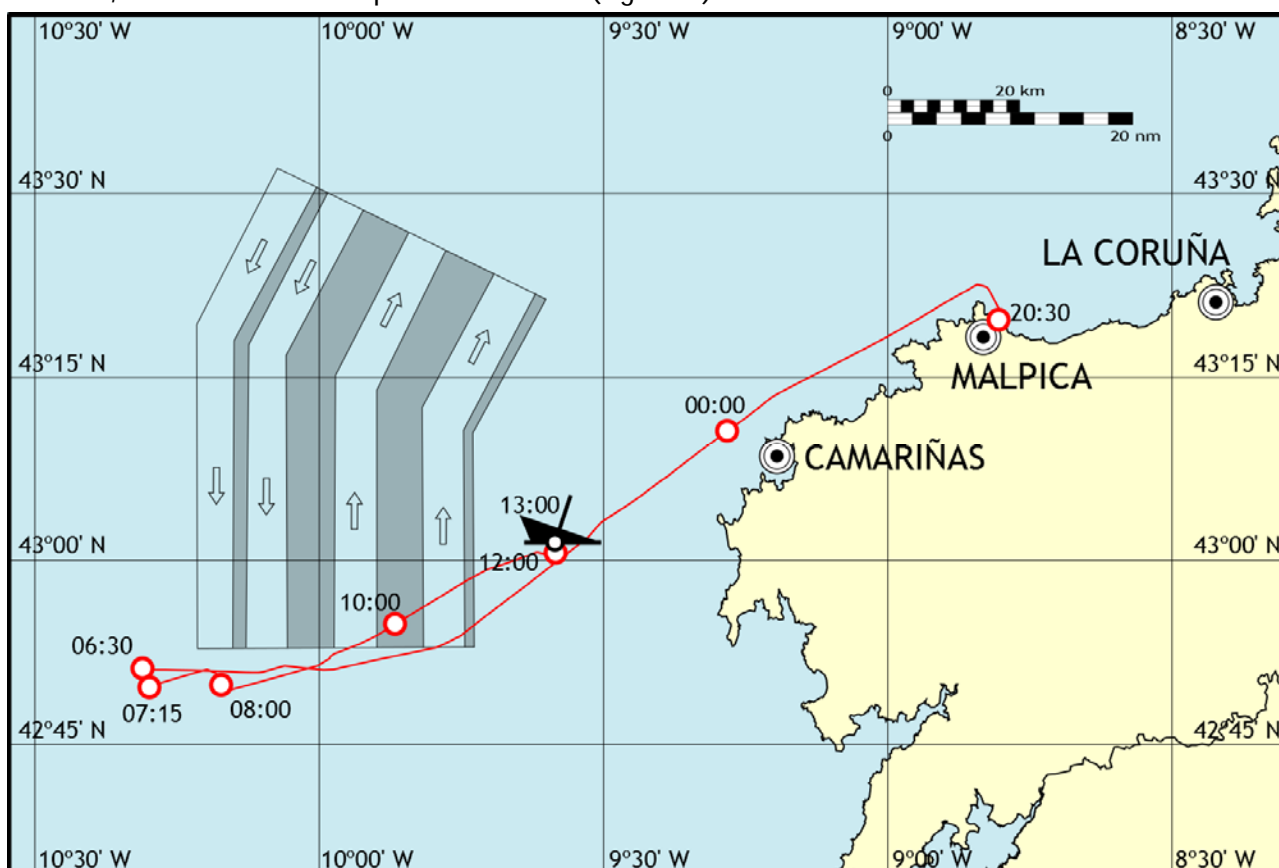 10°30' W 10°00' W 9°30' W 9°00' W 8°30' W
0 20 km
0 20 nm
43°30' N 43°30' N
LA CORUÑA
20:30
43°15' N 43°15' N
MALPICA
00:00
CAMARIÑAS
13:00
43°00' N 12:00 43°00' N
10:00
06:30
07:15 08:00
42°45' N 42°45' N
10°30' W 10°00' W 9°30' W 9°00' W 8°30' W